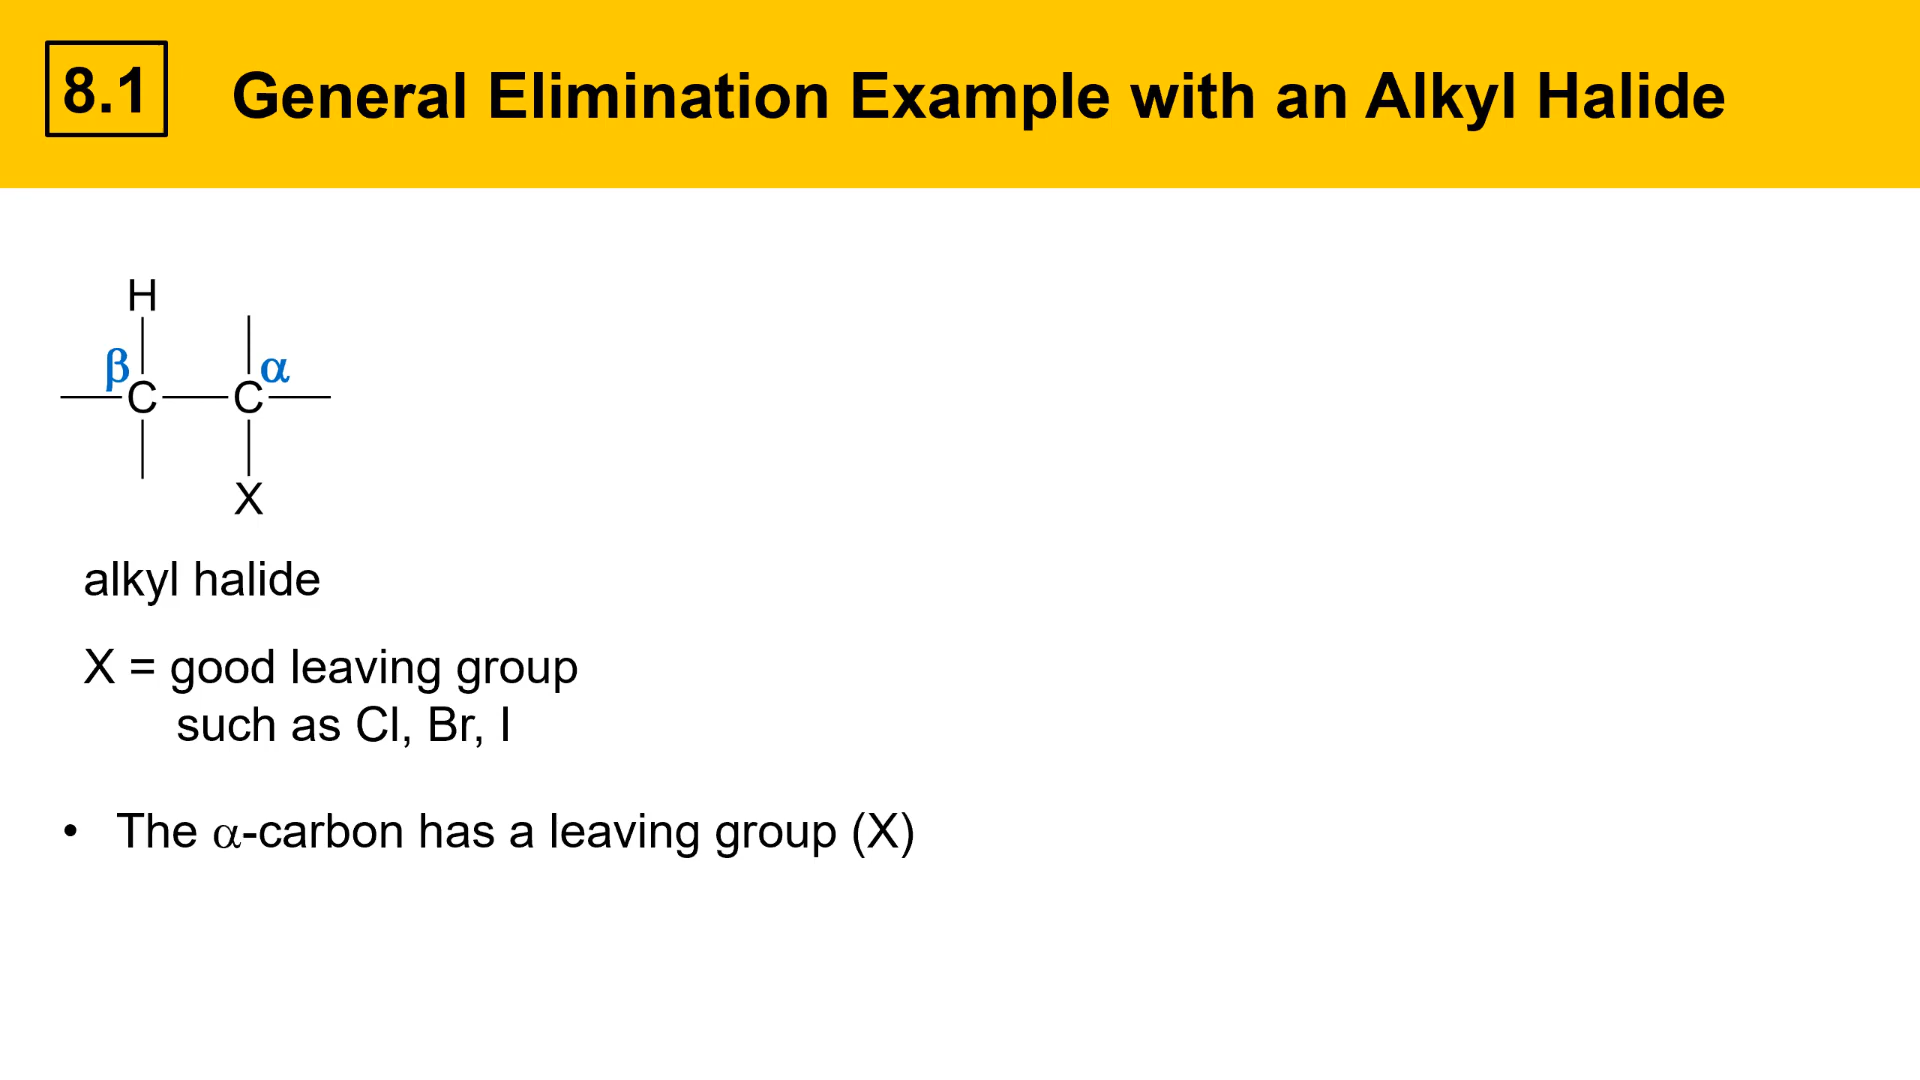 8.1 General Elimination Example with an Alkyl Halide
H
β α
C C
X
alkyl halide
X = good leaving group
such as Cl, Br, I
• The α-carbon has a leaving group (X)